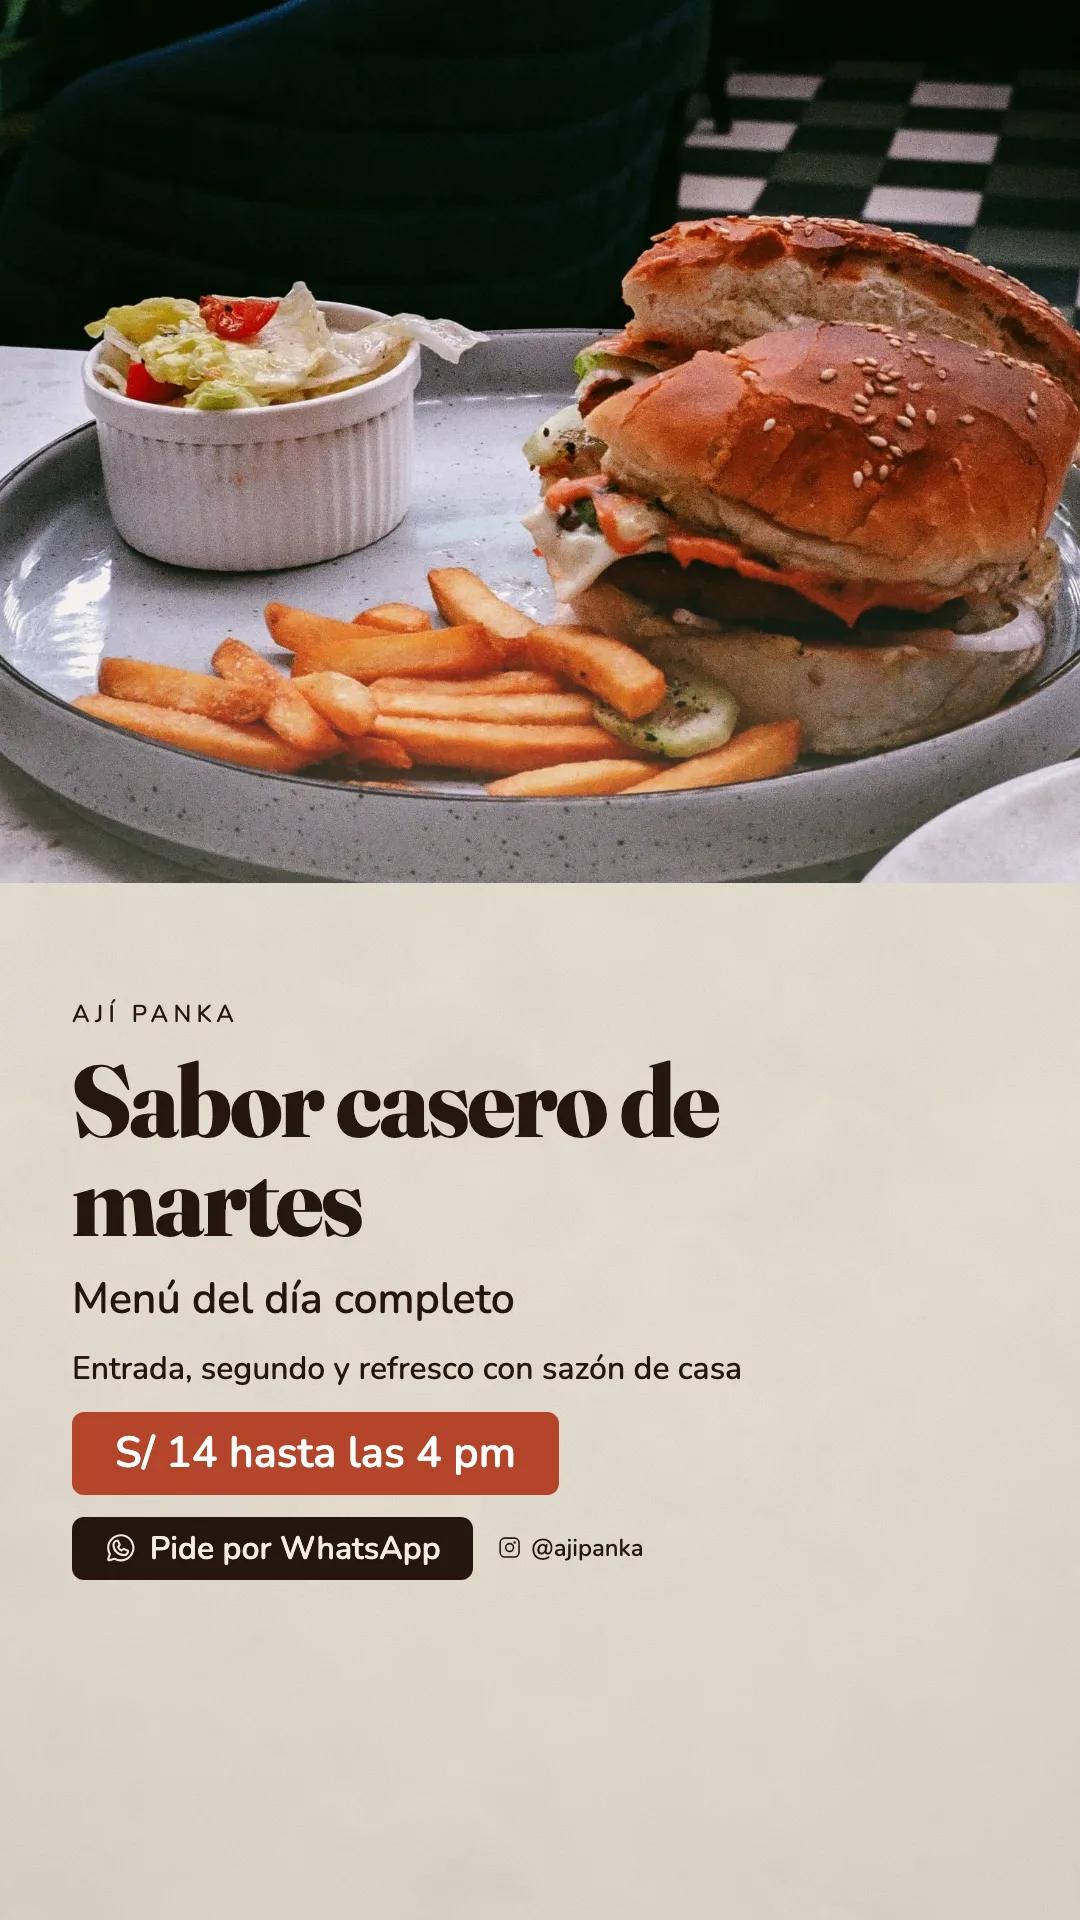 AJÍ PANKA
Sabor casero de
martes
Menú del día completo
Entrada, segundo y refresco con sazón de casa
S/ 14 hasta las 4 pm
Pide por WhatsApp
@ajipanka